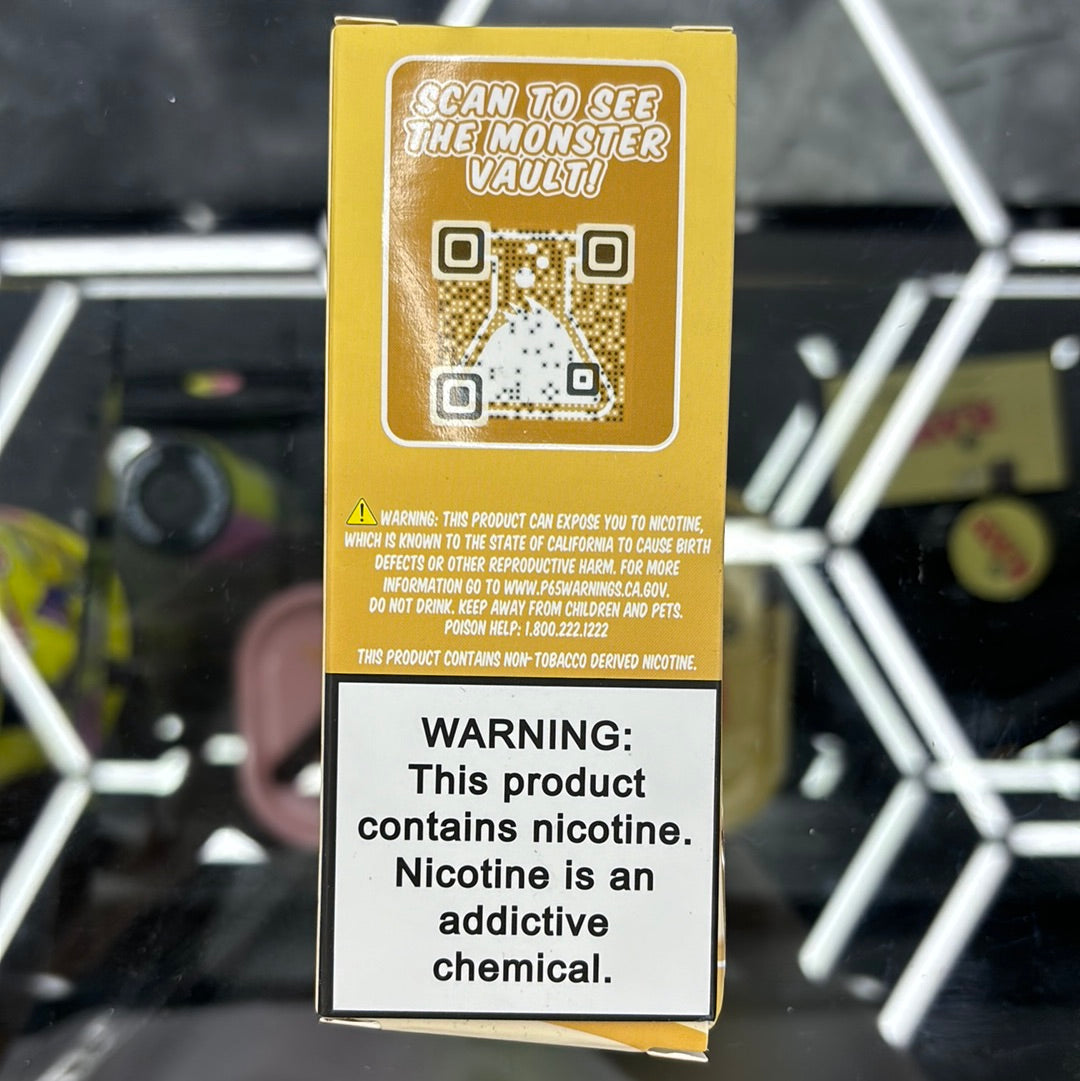 SCAN TO SEE
THE MONSTER
VAULT!
WARNING: THIS PRODUCT CAN EXPOSE YOU TO NICOTINE,
WHICH IS KNOWN TO THE STATE OF CALIFORNIA TO CAUSE BIRTH
DEFECTS OR OTHER REPRODUCTIVE HARM. FOR MORE
INFORMATION GO TO WWW.P65WARNINGS.CA.GOV.
DO NOT DRINK. KEEP AWAY FROM CHILDREN AND PETS.
POISON HELP: 1.800.222.1222
THIS PRODUCT CONTAINS NON-TOBACCO DERIVED NICOTINE.
WARNING:
This product
contains nicotine.
Nicotine is an
addictive
chemical.